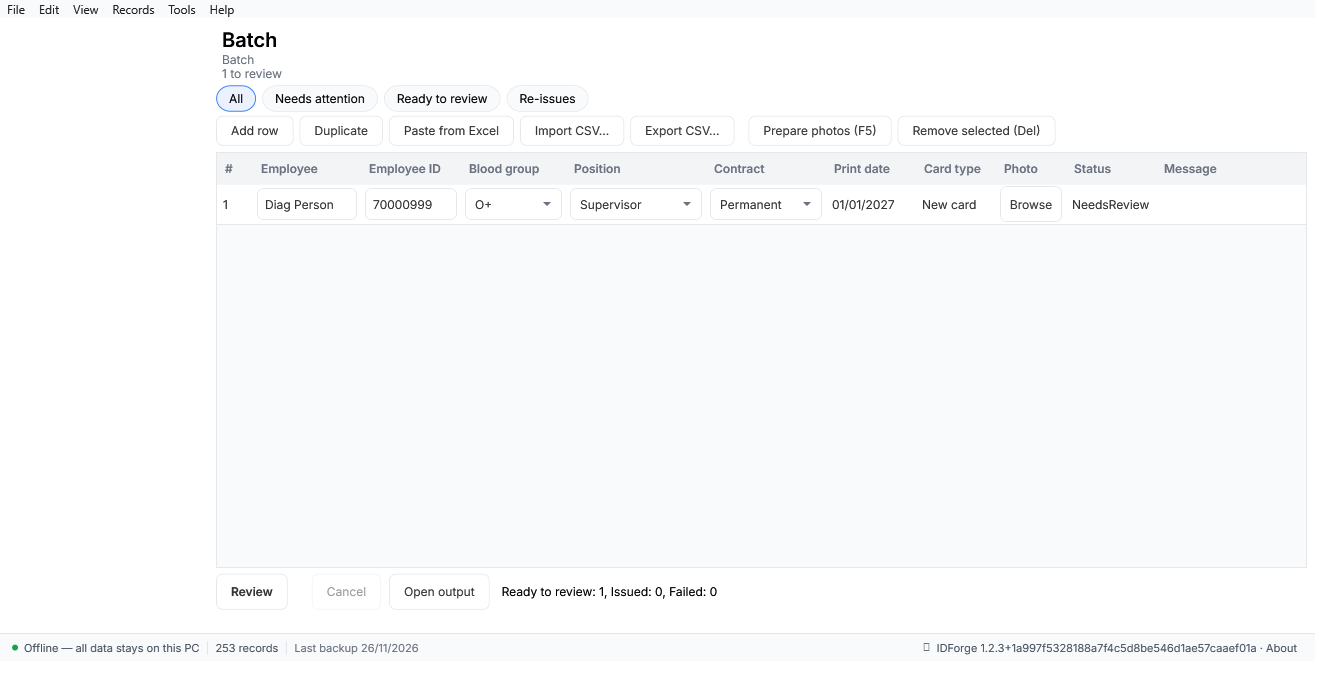 File Edit View Records Tools Help
Batch
Batch
1 to review
All Needs attention Ready to review Re-issues
Add row Duplicate Paste from Excel Import CSV... Export CSV... Prepare photos (F5) Remove selected (Del)
# Employee Employee ID Blood group Position Contract Print date Card type Photo Status Message
1 Diag Person 70000999 O+ Supervisor Permanent 01/01/2027 New card Browse NeedsReview
Review Cancel Open output Ready to review: 1, Issued: 0, Failed: 0
Offline — all data stays on this PC 253 records Last backup 26/11/2026 IDForge 1.2.3+1a997f5328188a7f4c5d8be546d1ae57caaef01a · About